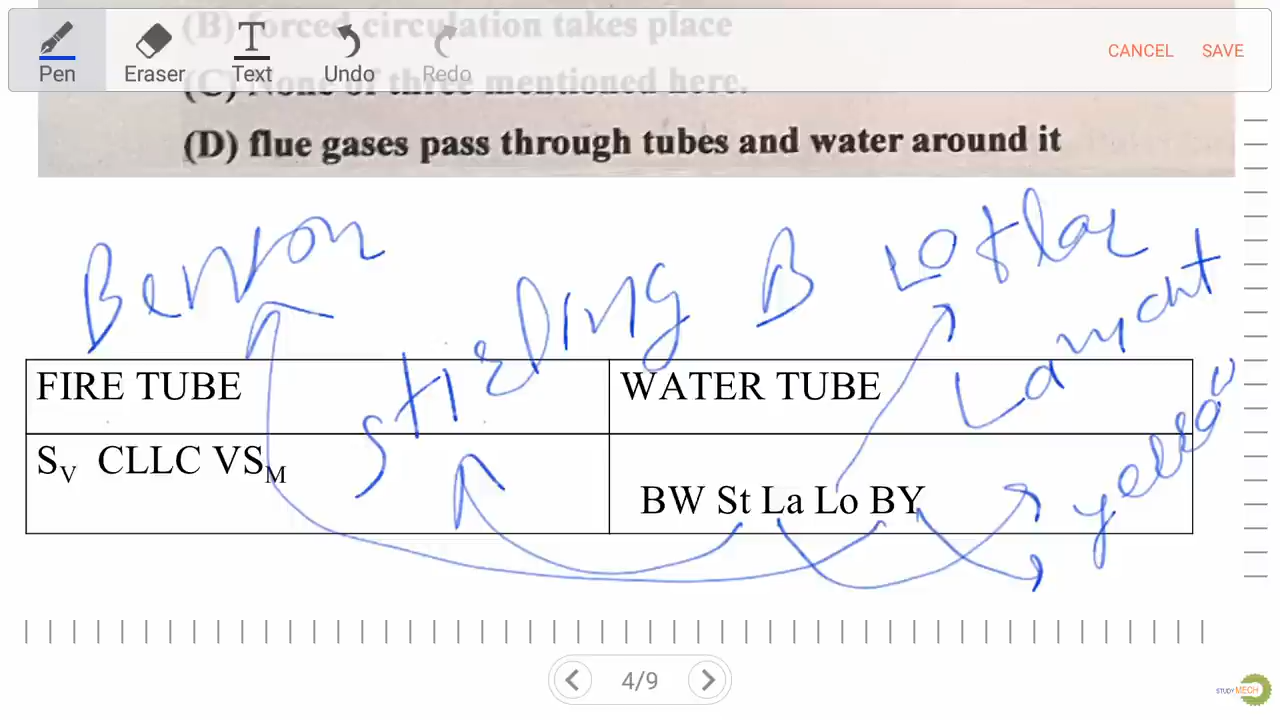 Pen
Eraser
Text
Undo
Redo
CANCEL
SAVE
(B) forced circulation takes place
(C) None of three mentioned here.
(D) flue gases pass through tubes and water around it
Benson
stirling
B
Lamont
FIRE TUBE
WATER TUBE
SV CLLC VSM
BW St La Lo BY
4/9
STUDY MECH